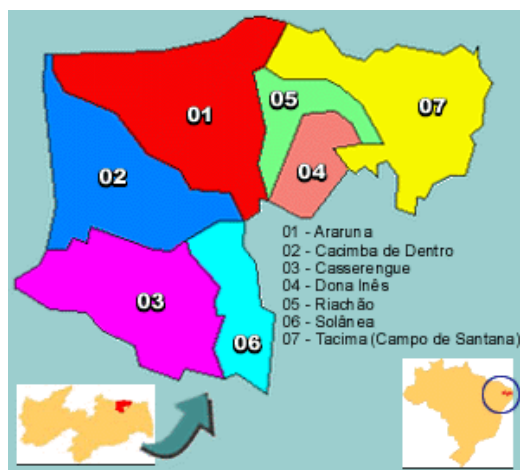 01
05
07
04
02
03
06
01 - Araruna
02 - Cacimba de Dentro
03 - Casserengue
04 - Dona Inês
05 - Riachão
06 - Solânea
07 - Tacima (Campo de Santana)